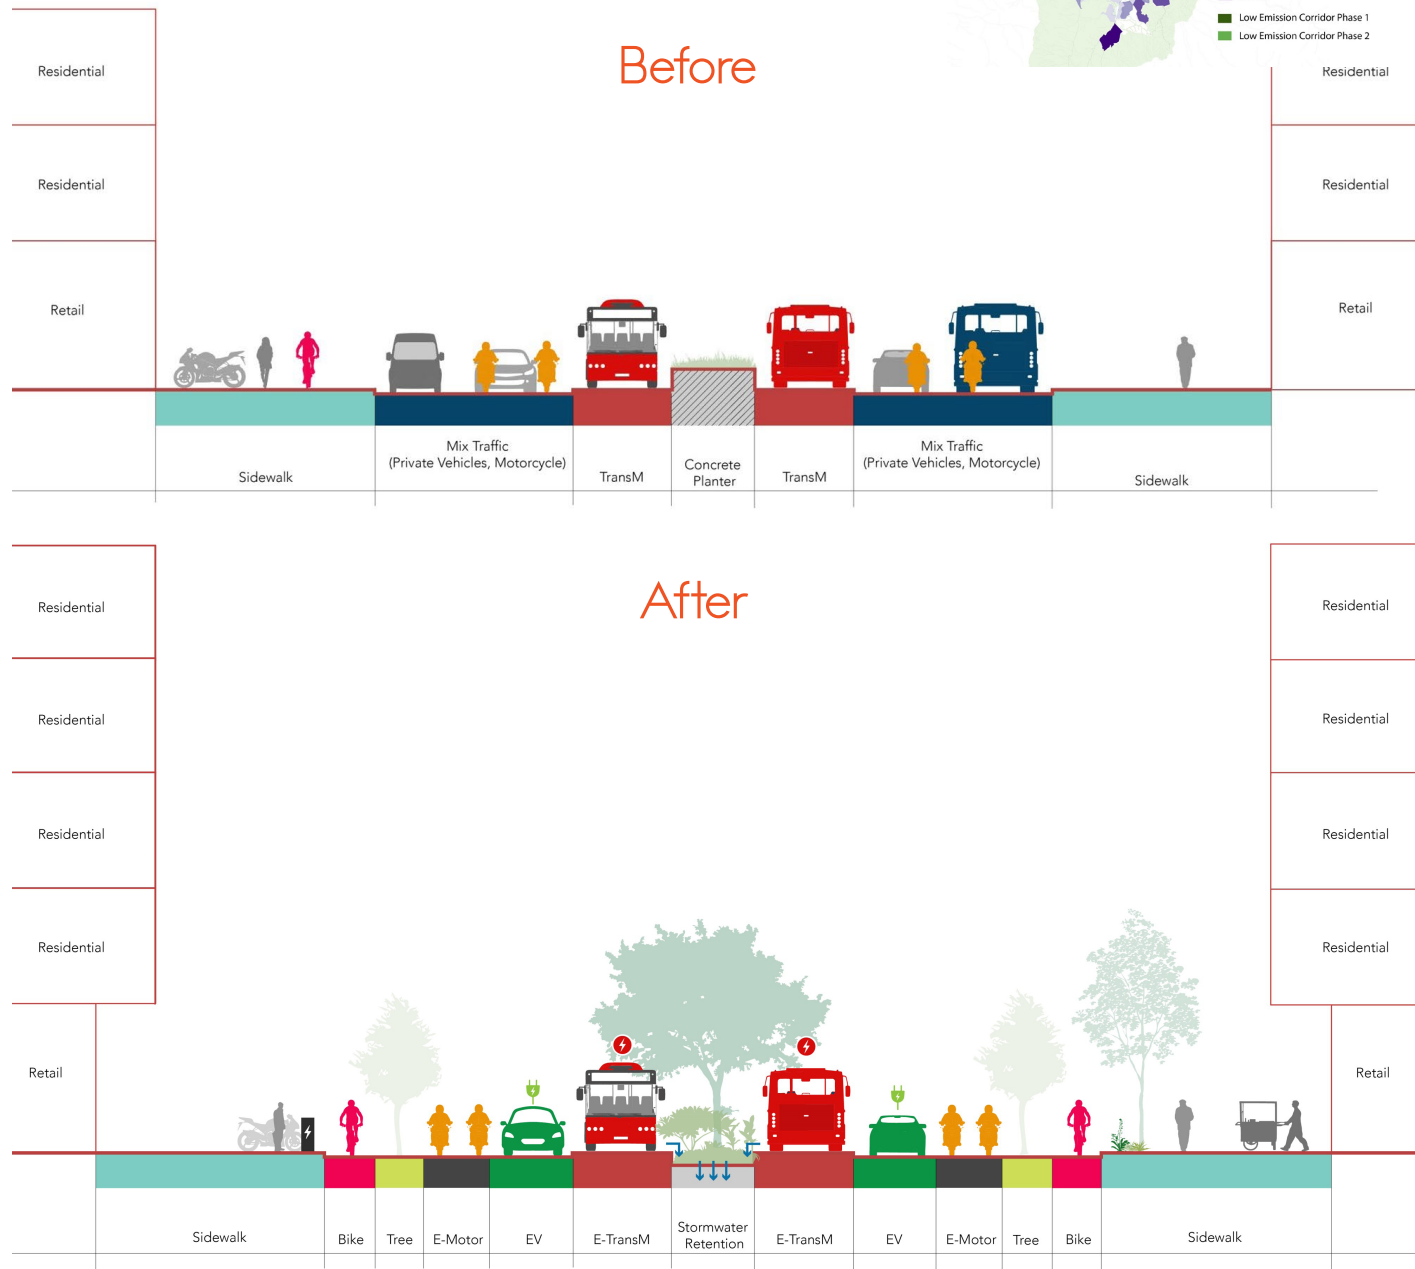 Low Emission Corridor Phase 1
Low Emission Corridor Phase 2
Before
Residential
Residential
Residential
Residential
Retail
Retail
Mix Traffic
(Private Vehicles, Motorcycle)
Mix Traffic
(Private Vehicles, Motorcycle)
Sidewalk
TransM
Concrete
Planter
TransM
Sidewalk
After
Residential
Residential
Residential
Residential
Residential
Residential
Residential
Residential
Retail
Retail
Sidewalk
Bike
Tree
E-Motor
EV
E-TransM
Stormwater
Retention
E-TransM
EV
E-Motor
Tree
Bike
Sidewalk